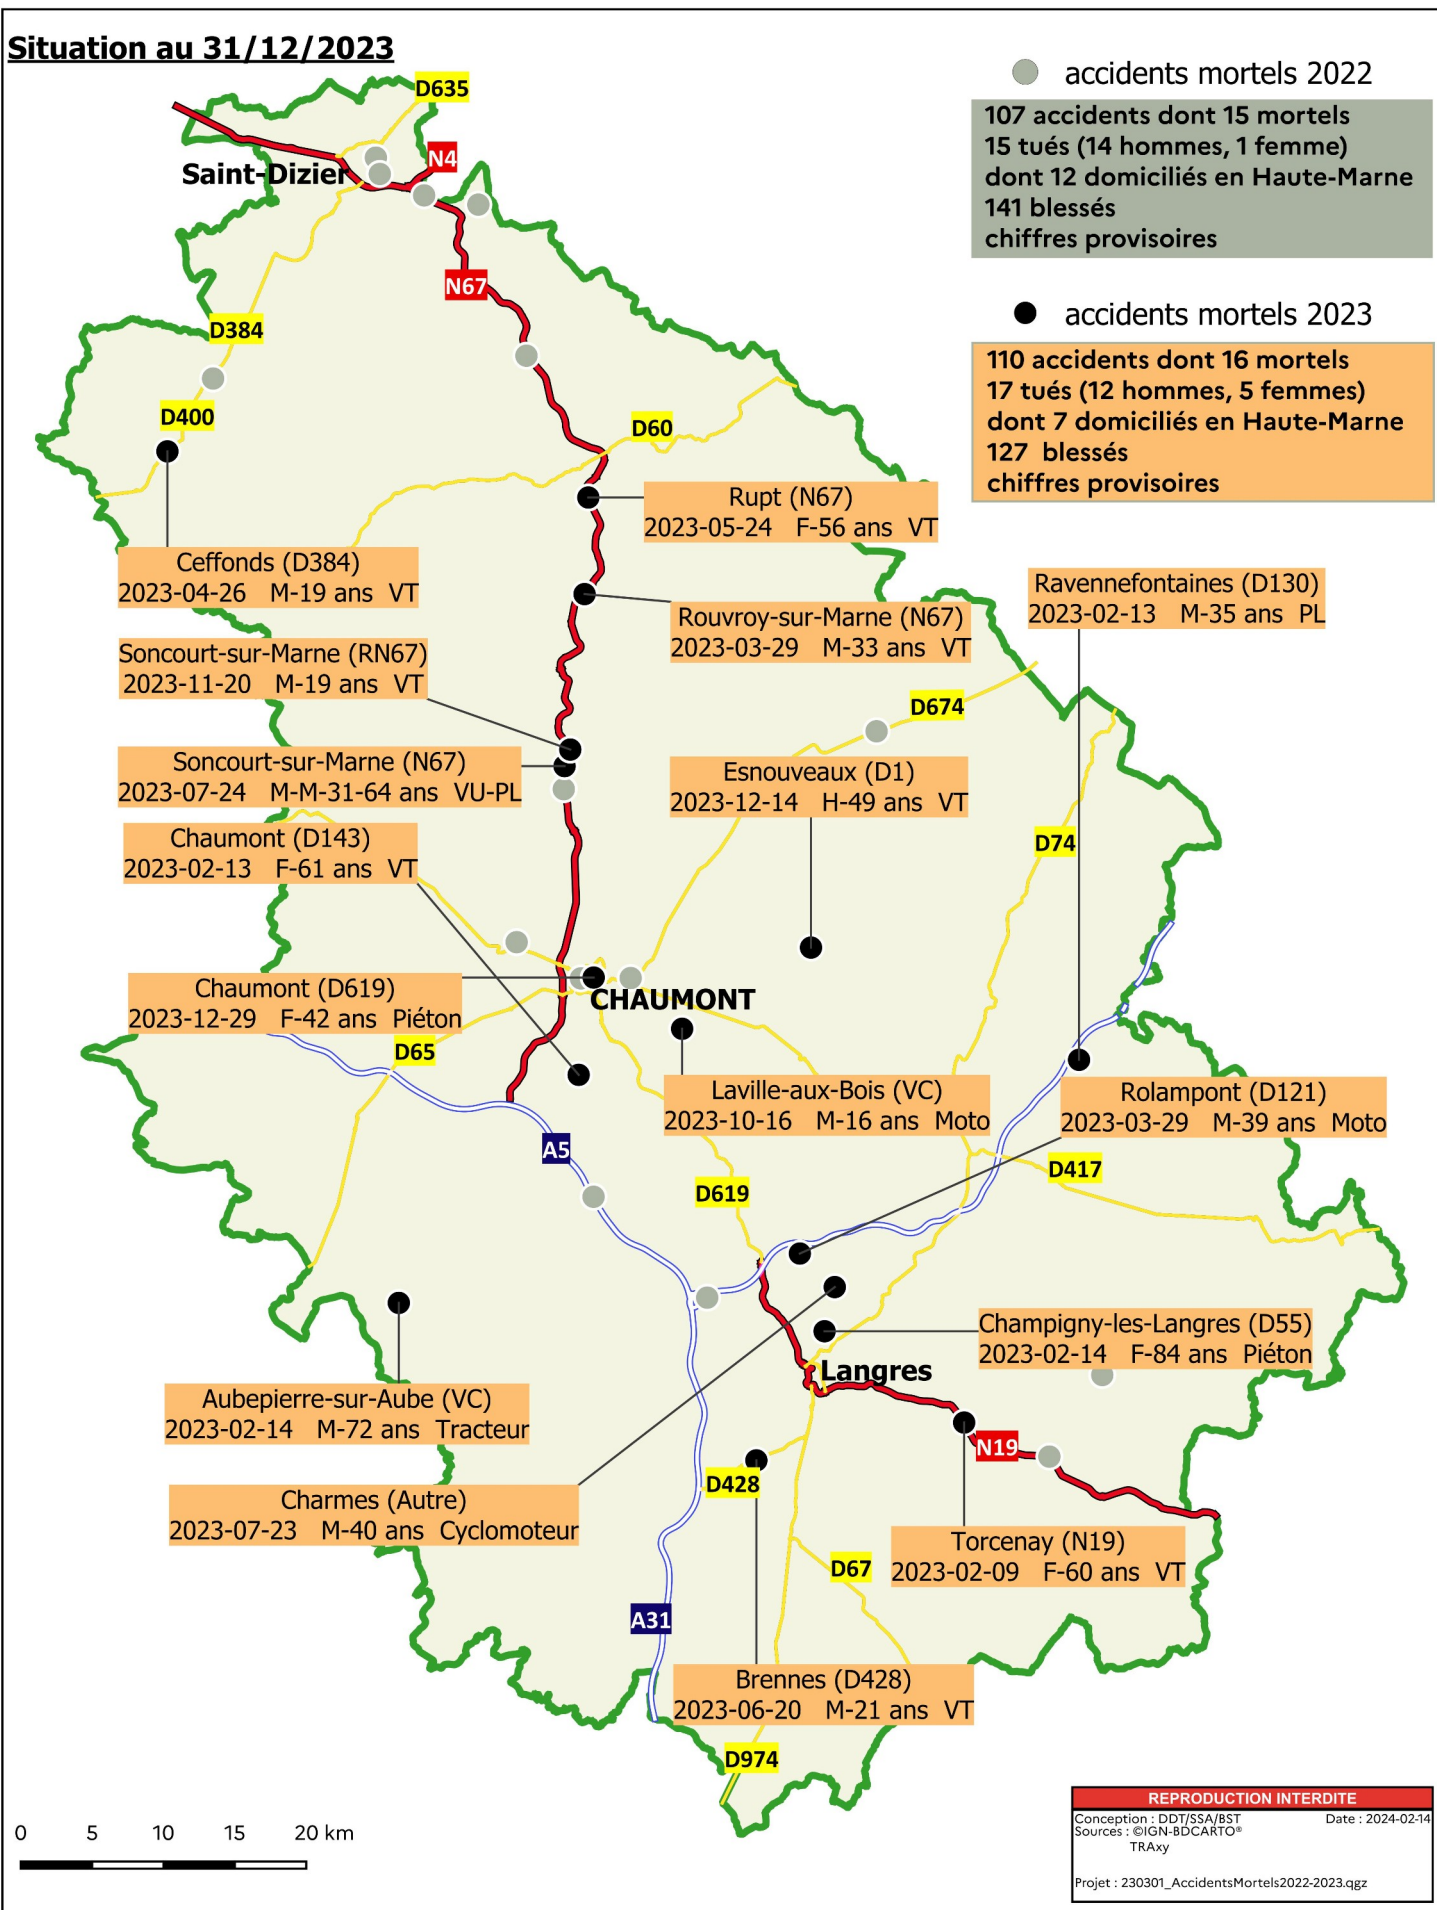 Situation au 31/12/2023
accidents mortels 2022
107 accidents dont 15 mortels
15 tués (14 hommes, 1 femme)
dont 12 domiciliés en Haute-Marne
141 blessés
chiffres provisoires
accidents mortels 2023
110 accidents dont 16 mortels
17 tués (12 hommes, 5 femmes)
dont 7 domiciliés en Haute-Marne
127 blessés
chiffres provisoires
D635
N4
Saint-Dizier
N67
D384
D400
D60
Rupt (N67)
2023-05-24 F-56 ans VT
Ceffonds (D384)
2023-04-26 M-19 ans VT
Ravennefontaines (D130)
2023-02-13 M-35 ans PL
Rouvroy-sur-Marne (N67)
2023-03-29 M-33 ans VT
Soncourt-sur-Marne (RN67)
2023-11-20 M-19 ans VT
D674
Soncourt-sur-Marne (N67)
2023-07-24 M-M-31-64 ans VU-PL
Esnouveaux (D1)
2023-12-14 H-49 ans VT
Chaumont (D143)
2023-02-13 F-61 ans VT
D74
Chaumont (D619)
2023-12-29 F-42 ans Piéton
CHAUMONT
D65
Laville-aux-Bois (VC)
2023-10-16 M-16 ans Moto
Rolampont (D121)
2023-03-29 M-39 ans Moto
A5
D417
D619
Champigny-les-Langres (D55)
2023-02-14 F-84 ans Piéton
Langres
Aubepierre-sur-Aube (VC)
2023-02-14 M-72 ans Tracteur
N19
D428
Charmes (Autre)
2023-07-23 M-40 ans Cyclomoteur
Torcenay (N19)
2023-02-09 F-60 ans VT
D67
A31
Brennes (D428)
2023-06-20 M-21 ans VT
D974
0 5 10 15 20 km
REPRODUCTION INTERDITE
Conception : DDT/SSA/BST Date : 2024-02-14
Sources : ©IGN-BDCARTO®
TRAxy
Projet : 230301_AccidentsMortels2022-2023.qgz